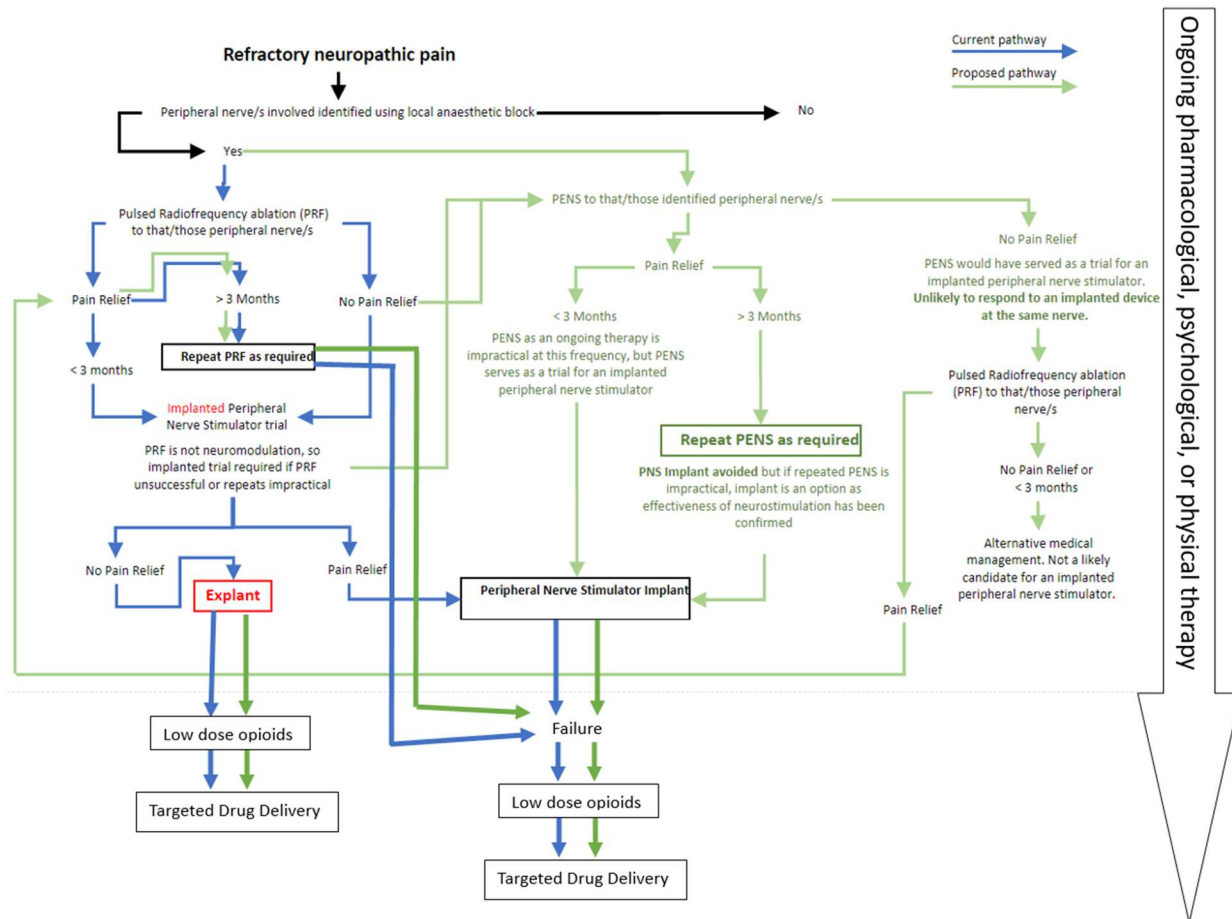 Refractory neuropathic pain
Current pathway
Proposed pathway
Peripheral nerve/s involved identified using local anaesthetic block
No
Yes
Pulsed Radiofrequency ablation (PRF)
to that/those peripheral nerve/s
PENS to that/those identified peripheral nerve/s
Pain Relief
> 3 Months
No Pain Relief
Repeat PRF as required
< 3 months
Implanted Peripheral
Nerve Stimulator trial
PRF is not neuromodulation, so
implanted trial required if PRF
unsuccessful or repeats impractical
No Pain Relief
Explant
Pain Relief
Pain Relief
< 3 Months
PENS as an ongoing therapy is
impractical at this frequency, but PENS
serves as a trial for an implanted
peripheral nerve stimulator
> 3 Months
Repeat PENS as required
PNS Implant avoided but if repeated PENS is
impractical, implant is an option as
effectiveness of neurostimulation has been
confirmed
Peripheral Nerve Stimulator Implant
No Pain Relief
PENS would have served as a trial for an
implanted peripheral nerve stimulator.
Unlikely to respond to an implanted device
at the same nerve.
Pulsed Radiofrequency ablation
(PRF) to that/those peripheral
nerve/s
No Pain Relief or
< 3 months
Alternative medical
management. Not a likely
candidate for an implanted
peripheral nerve stimulator.
Pain Relief
Low dose opioids
Targeted Drug Delivery
Failure
Low dose opioids
Targeted Drug Delivery
Ongoing pharmacological, psychological, or physical therapy